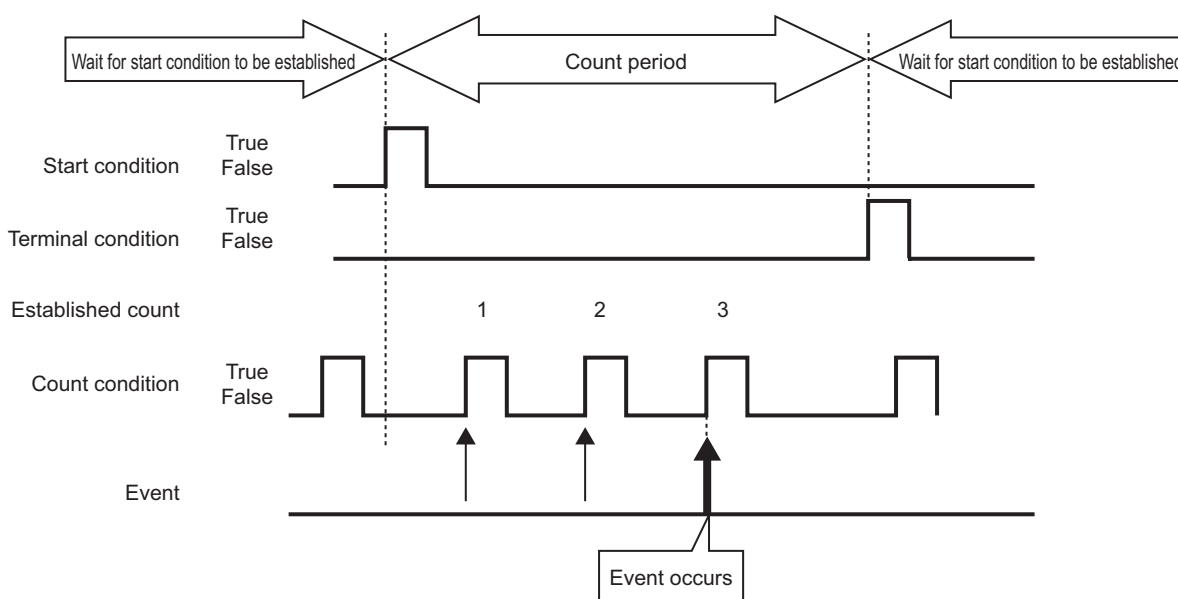 Wait for start condition to be established
Count period
Wait for start condition to be established
Start condition
True
False
Terminal condition
True
False
Established count
1 2 3
Count condition
True
False
Event
Event occurs